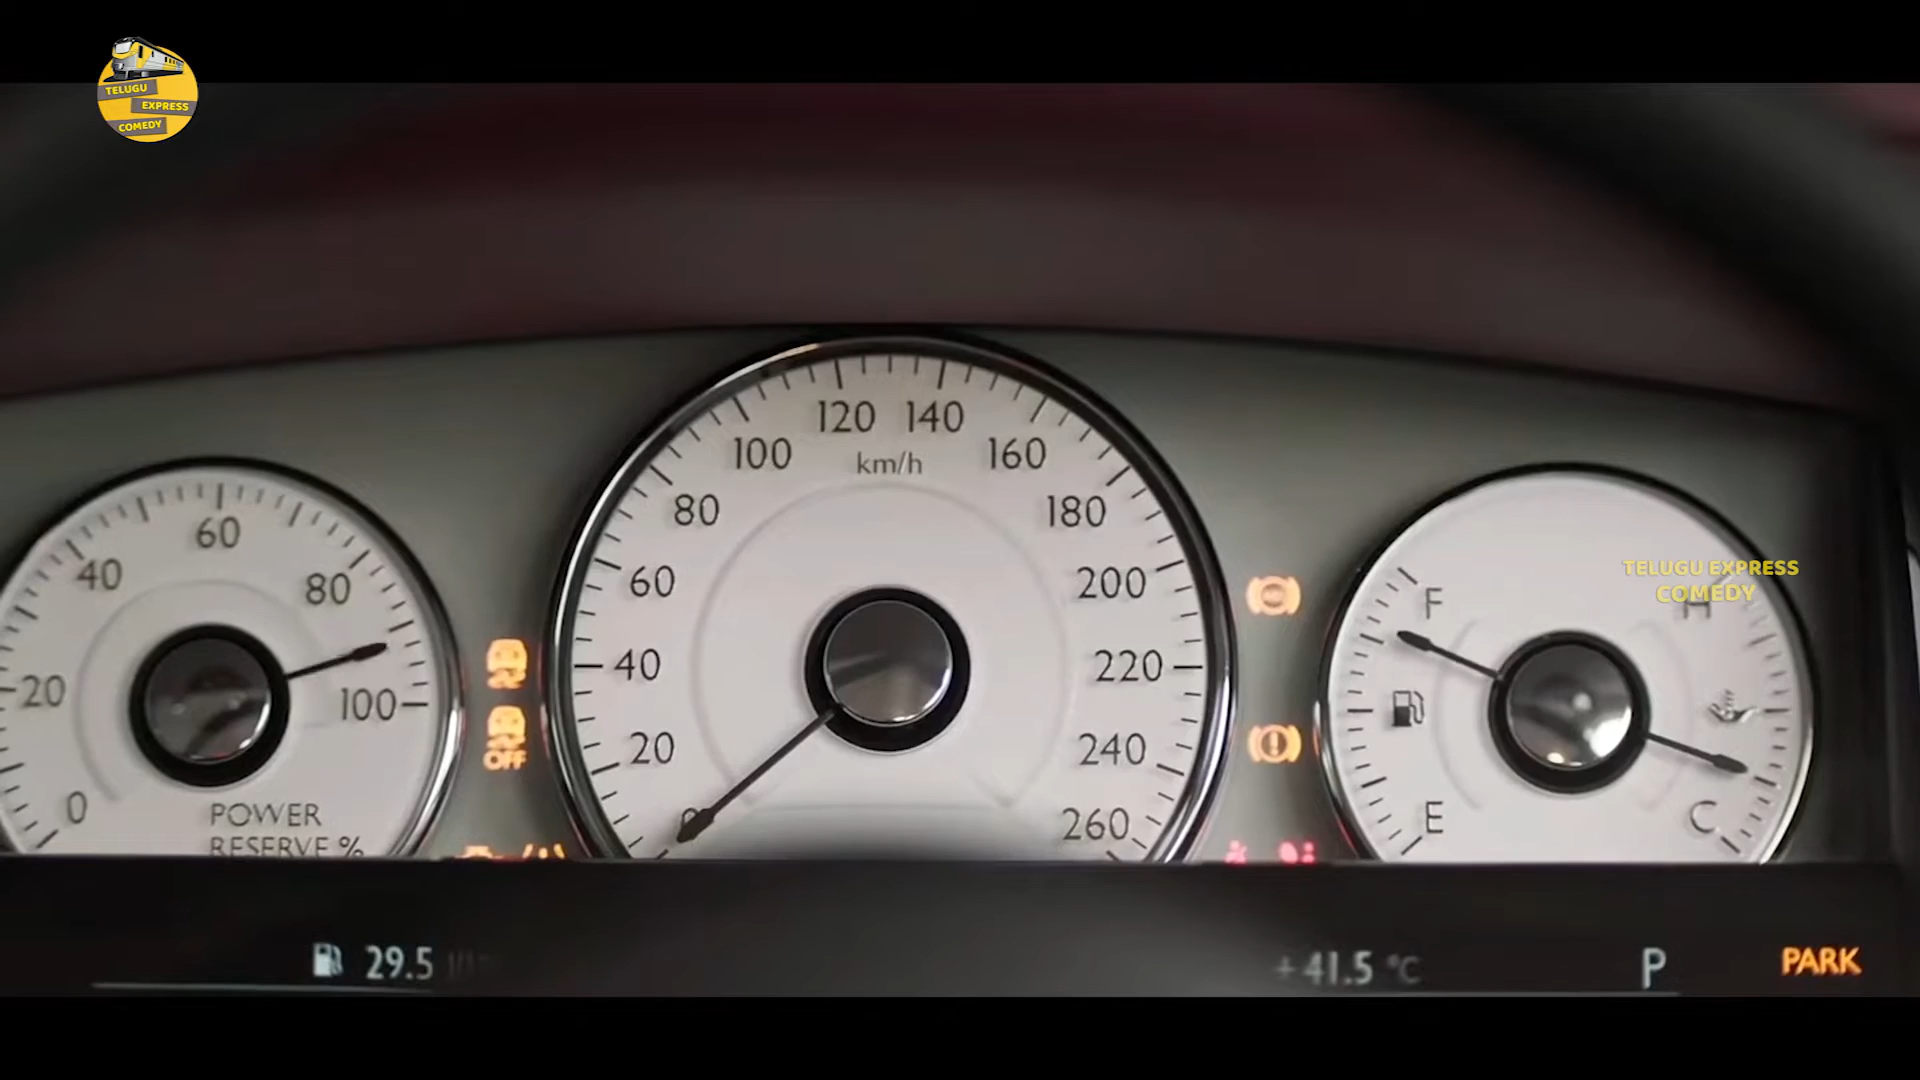 TELUGU
EXPRESS
COMEDY
120 140
100 160
km/h
80 180
60 200
40 220
20 240
260
60
40 80
20 100
0
POWER
RESERVE %
OFF
F
H
E
C
TELUGU EXPRESS
COMEDY
29.5
+41.5 °C
P
PARK